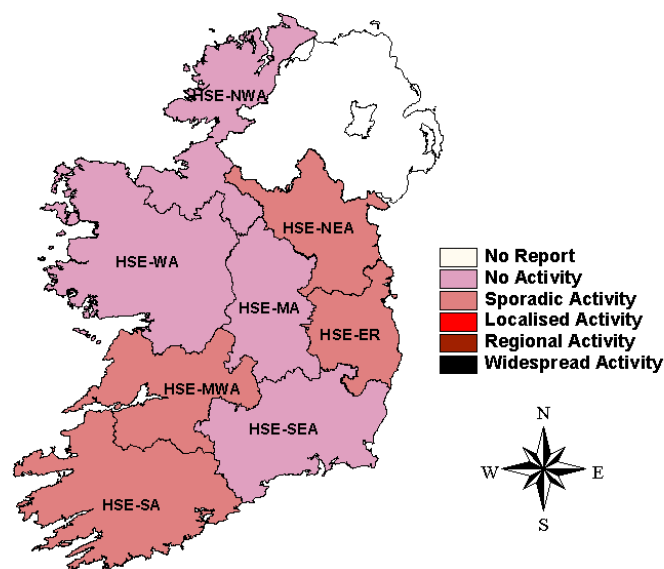 HSE-NWA
HSE-NEA
HSE-WA
HSE-MA
HSE-ER
HSE-MWA
HSE-SEA
HSE-SA
No Report
No Activity
Sporadic Activity
Localised Activity
Regional Activity
Widespread Activity
N
W
E
S